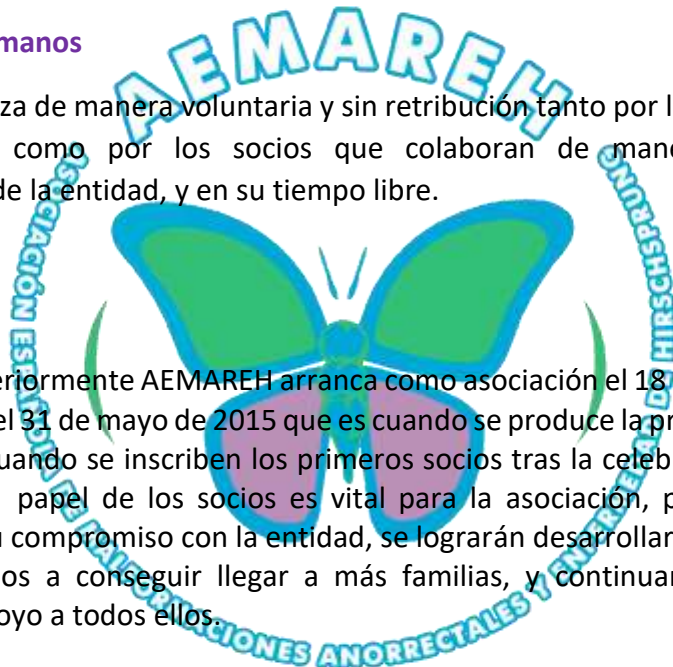 manos
AEMAREH
za de manera voluntaria y sin retribución tanto por l
como por los socios que colaboran de mane
de la entidad, y en su tiempo libre.
ASOCIACIÓN ESPAÑOLA DE MALFORMACIONES ANORRECTALES Y ENFERMEDAD DE HIRSCHSPRUNG
eriormente AEMAREH arranca como asociación el 18
el 31 de mayo de 2015 que es cuando se produce la pr
uando se inscriben los primeros socios tras la celeb
papel de los socios es vital para la asociación, p
u compromiso con la entidad, se lograrán desarrollar
os a conseguir llegar a más familias, y continuar
oyo a todos ellos.